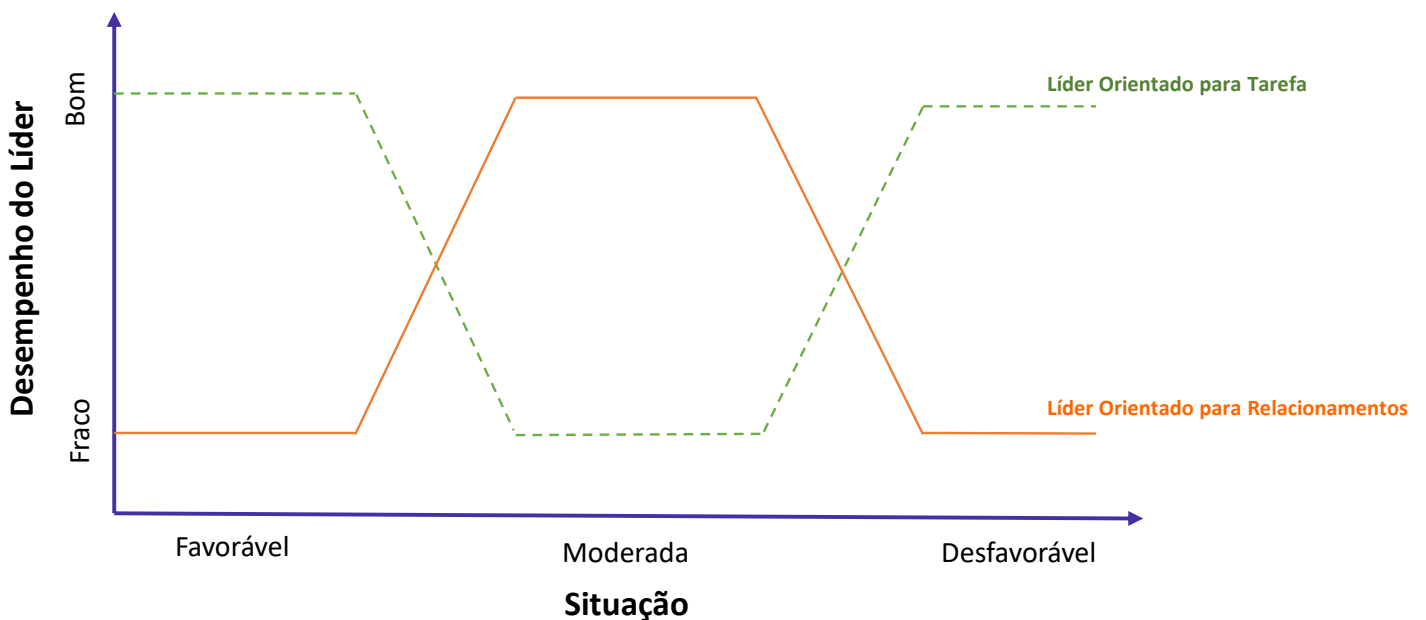 Desempenho do Líder
Bom
Fraco
Líder Orientado para Tarefa
Líder Orientado para Relacionamentos
Favorável
Moderada
Desfavorável
Situação